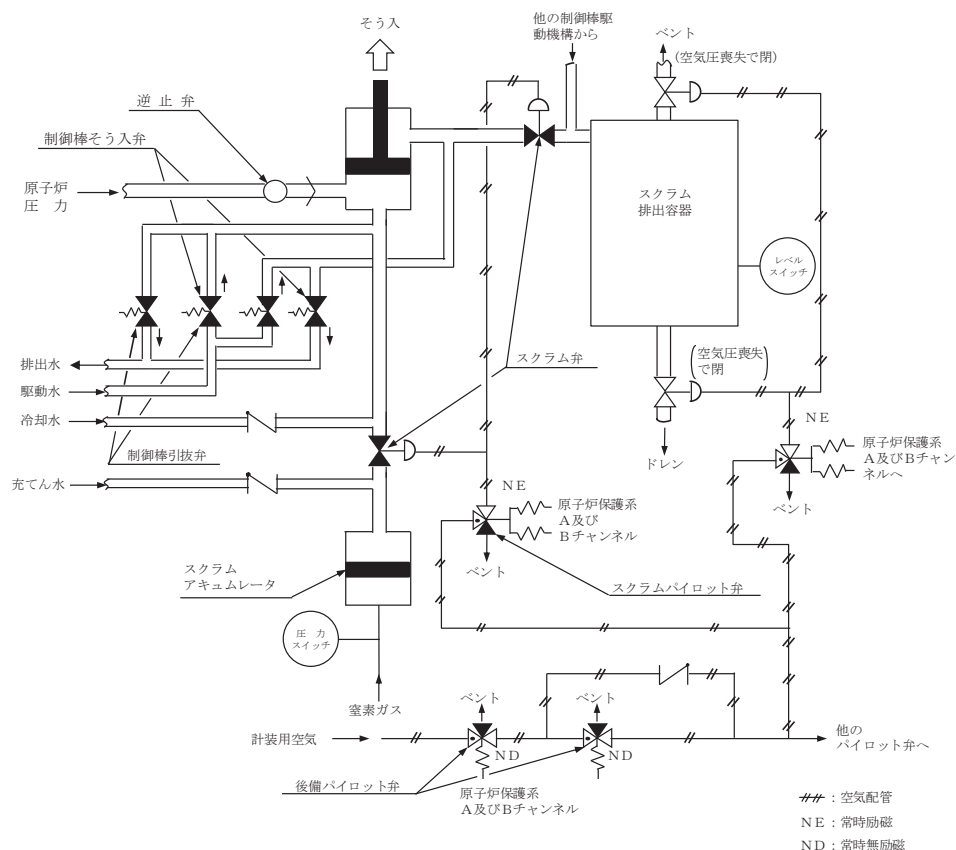 そう入
他の制御棒駆
動機構から
ベント
(空気圧喪失で閉)
逆止弁
制御棒そう入弁
原子炉
圧力
スクラム
排出容器
レベル
スイッチ
排出水
駆動水
冷却水
充てん水
制御棒引抜弁
スクラム弁
(空気圧喪失
で閉)
ドレン
NE
原子炉保護系
A及びBチャン
ネルへ
ベント
NE
原子炉保護系
A及び
Bチャンネル
ベント
スクラムパイロット弁
スクラム
アキュムレータ
圧力
スイッチ
窒素ガス
計装用空気
ベント
ベント
ND
ND
他の
パイロット弁へ
後備パイロット弁
原子炉保護系
A及びBチャンネル
:空気配管
NE:常時励磁
ND:常時無励磁